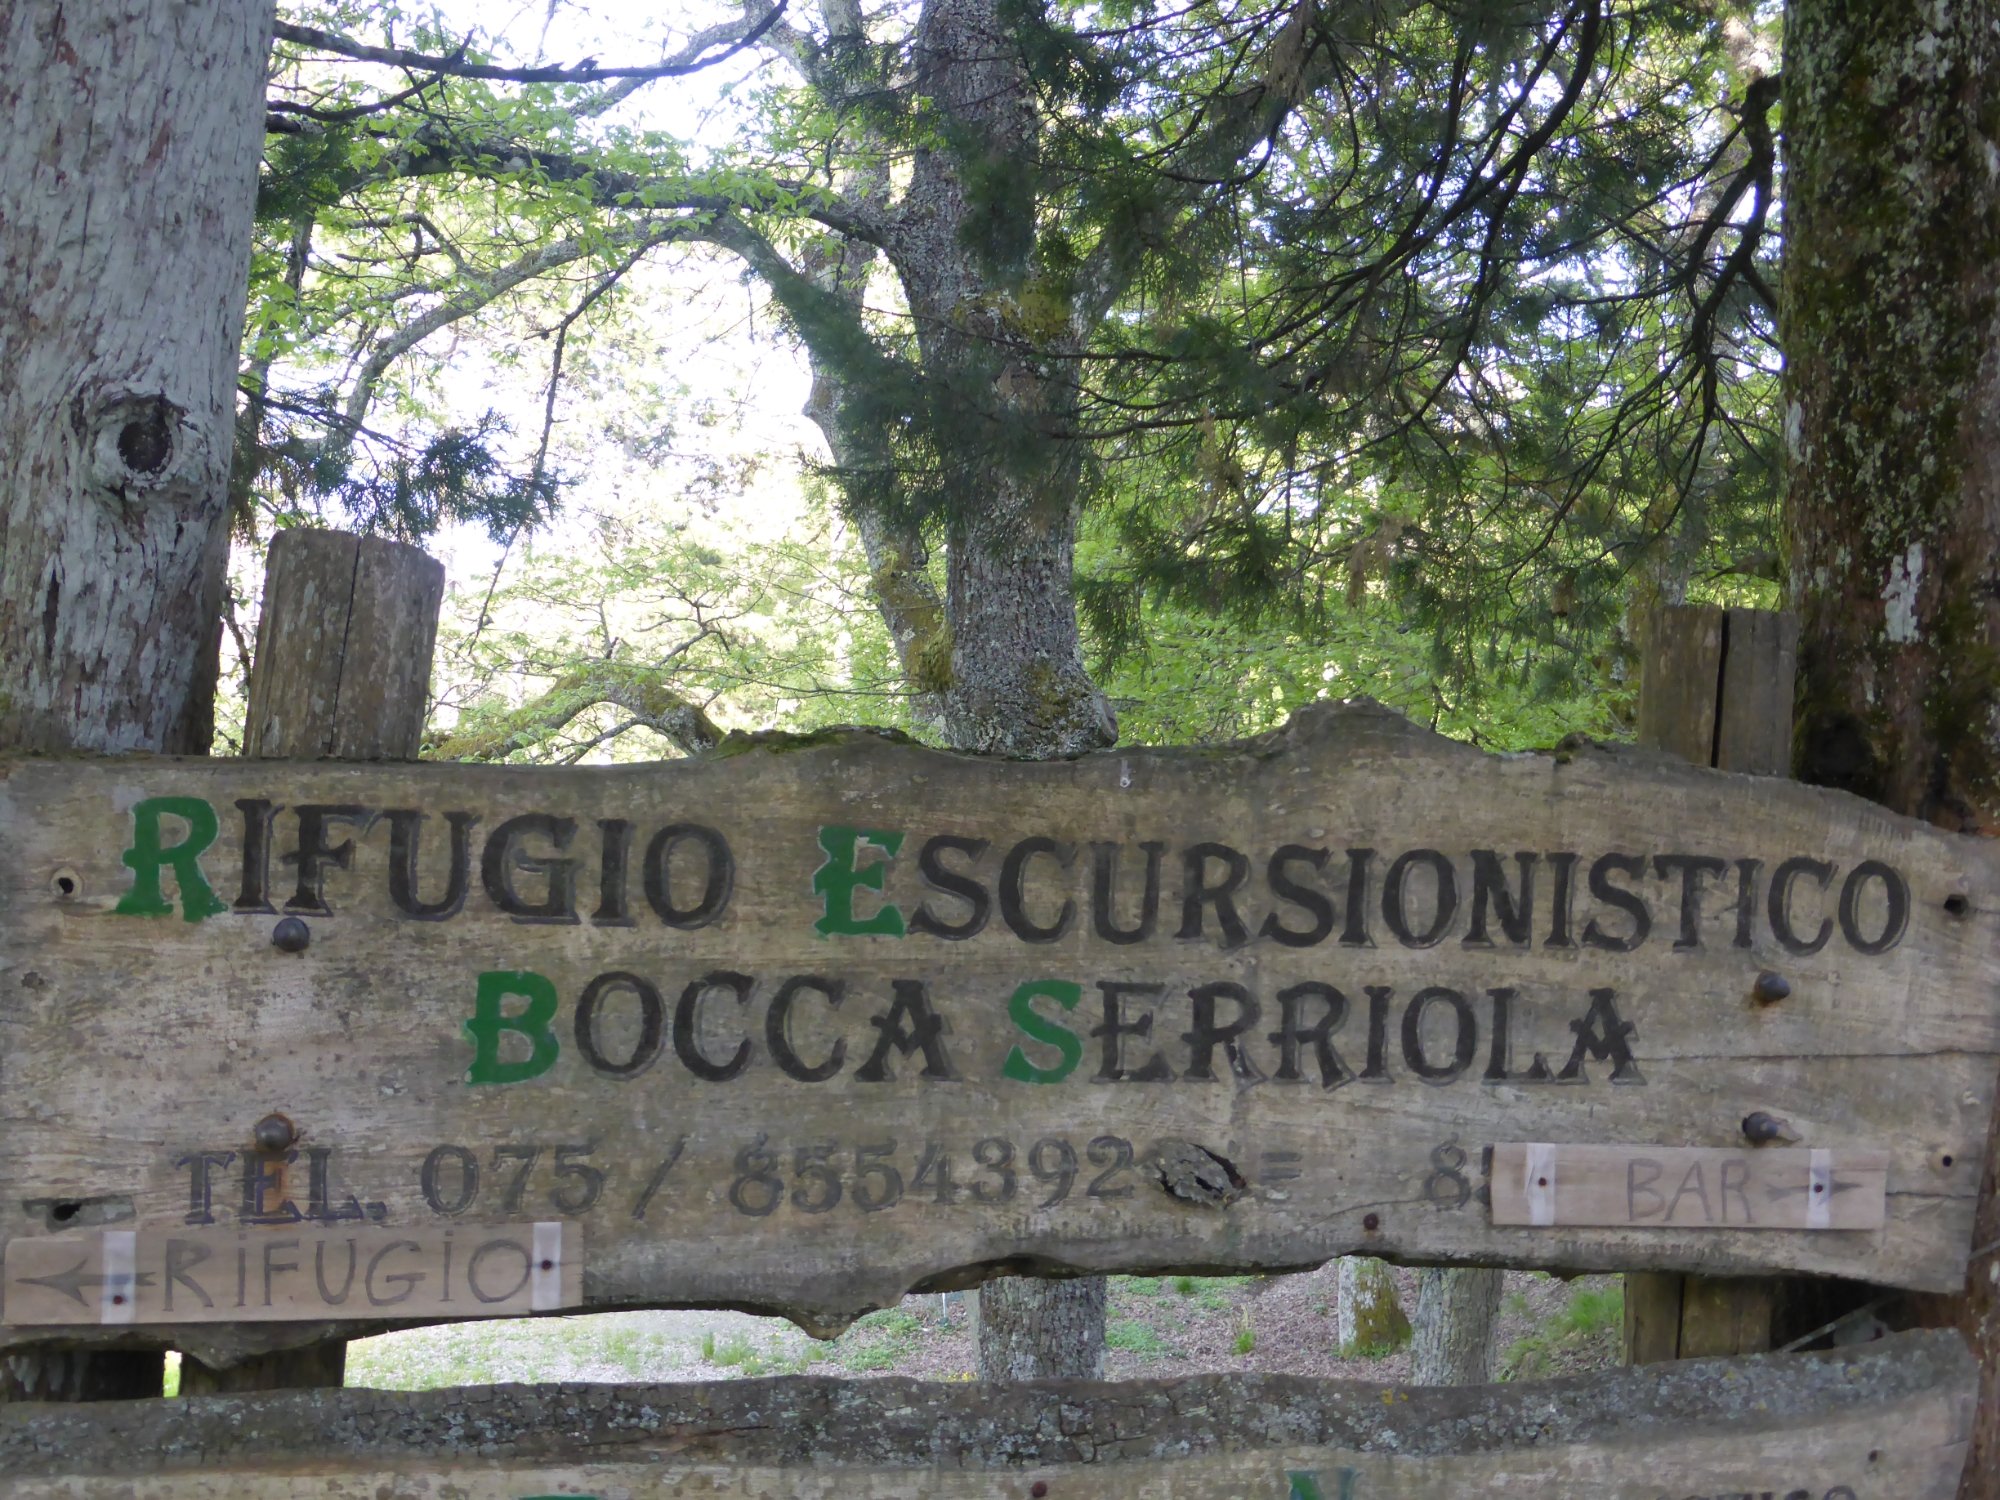 RIFUGIO ESCURSIONISTICO
BOCCA SERRIOLA
TEL. 075 / 8554392 =
BAR
RIFUGIO